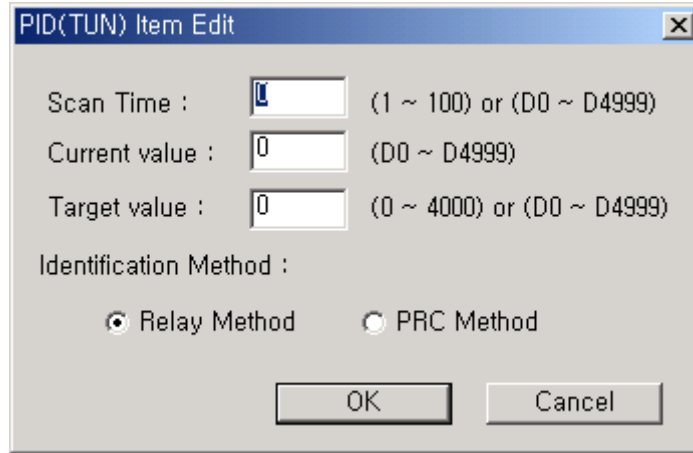 PID(TUN) Item Edit
Scan Time : 0 (1 ~ 100) or (D0 ~ D4999)
Current value : 0 (D0 ~ D4999)
Target value : 0 (0 ~ 4000) or (D0 ~ D4999)
Identification Method :
Relay Method PRC Method
OK Cancel